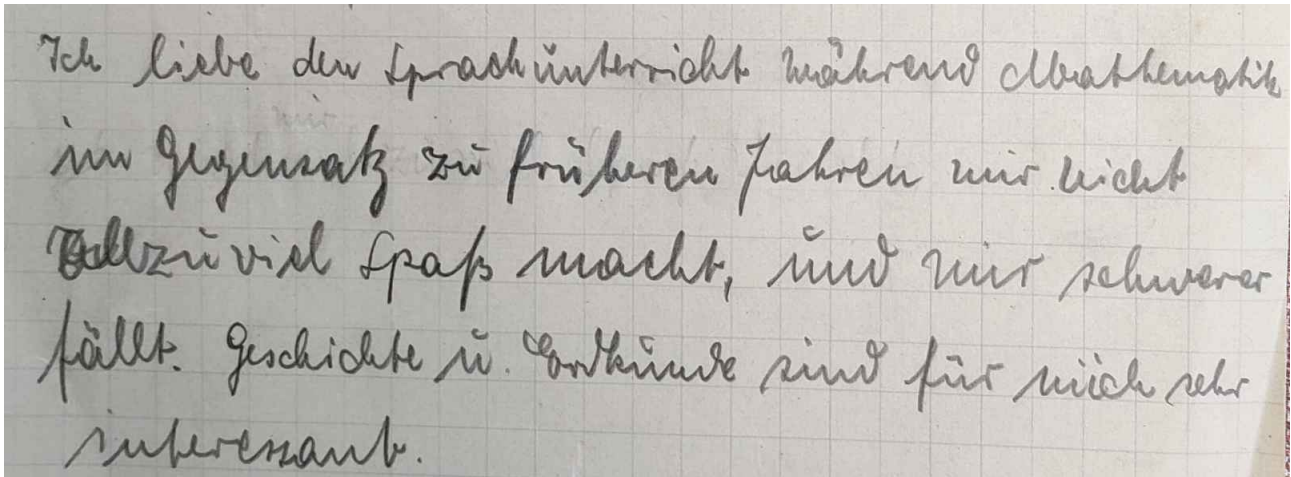 Ich liebe den Sprachunterricht während Mathematik
im Gegensatz zu früheren Jahren mir nicht
allzuviel Spaß macht, und mir schwerer
fällt. Geschichte u. Erdkunde sind für mich sehr
interessant.